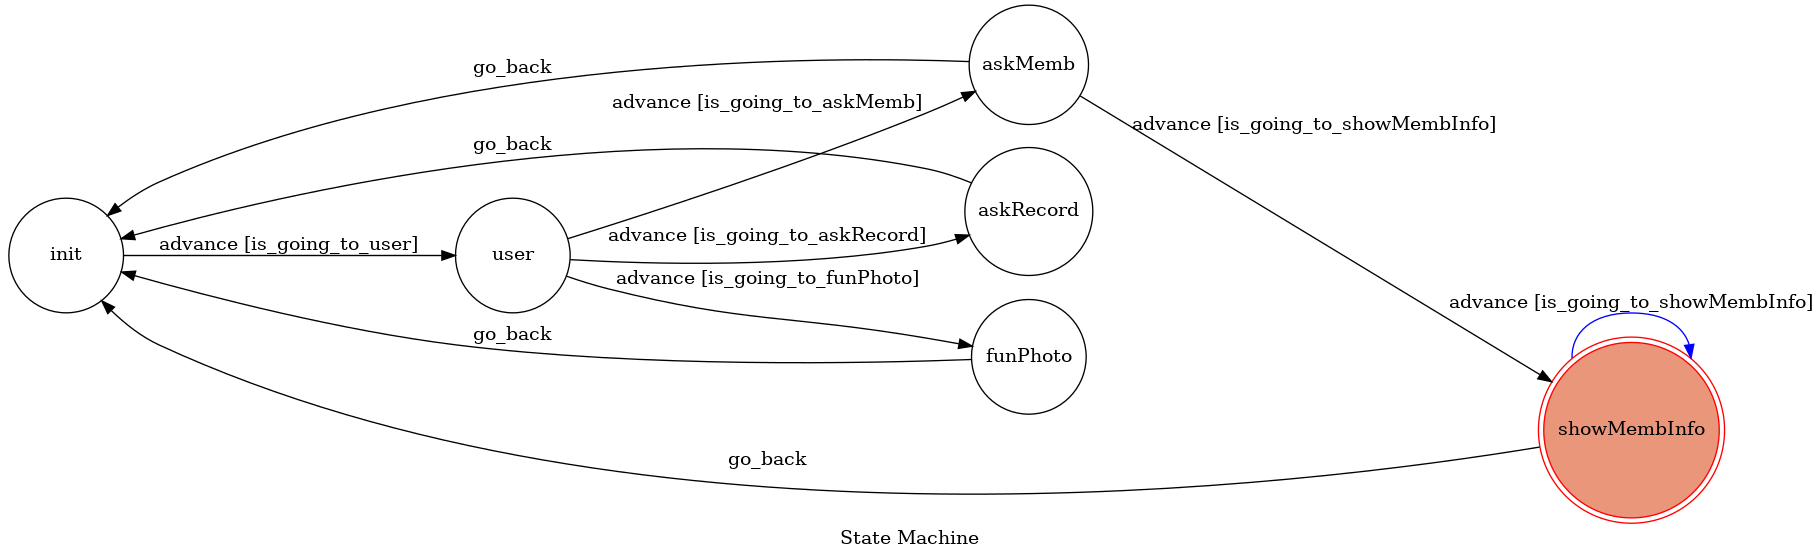 askMemb
go_back
advance [is_going_to_askMemb]
advance [is_going_to_showMembInfo]
go_back
askRecord
advance [is_going_to_askRecord]
advance [is_going_to_user]
init
user
advance [is_going_to_funPhoto]
advance [is_going_to_showMembInfo]
go_back
funPhoto
showMembInfo
go_back
State Machine